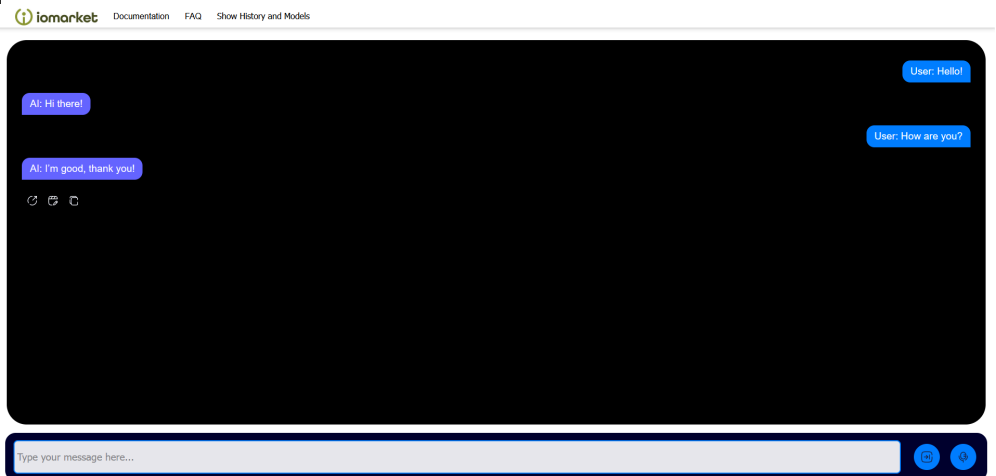 iomarket Documentation FAQ Show History and Models
User: Hello!
AI: Hi there!
User: How are you?
AI: I'm good, thank you!
Type your message here...